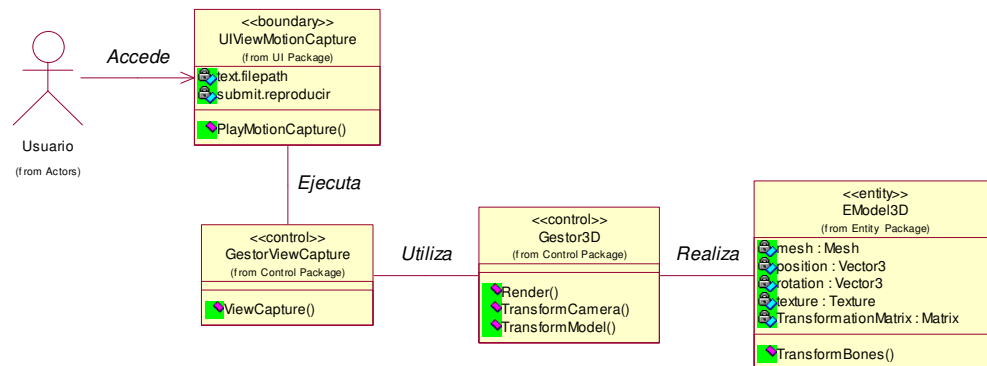 Accede
Usuario
(from Actors)
<<boundary>>
UIViewMotionCapture
(from UI Package)
text.filepath
submit.reproducir
PlayMotionCapture()
Ejecuta
<<control>>
GestorViewCapture
(from Control Package)
ViewCapture()
Utiliza
<<control>>
Gestor3D
(from Control Package)
Render()
TransformCamera()
TransformModel()
Realiza
<<entity>>
EModel3D
(from Entity Package)
mesh : Mesh
position : Vector3
rotation : Vector3
texture : Texture
TransformationMatrix : Matrix
TransformBones()